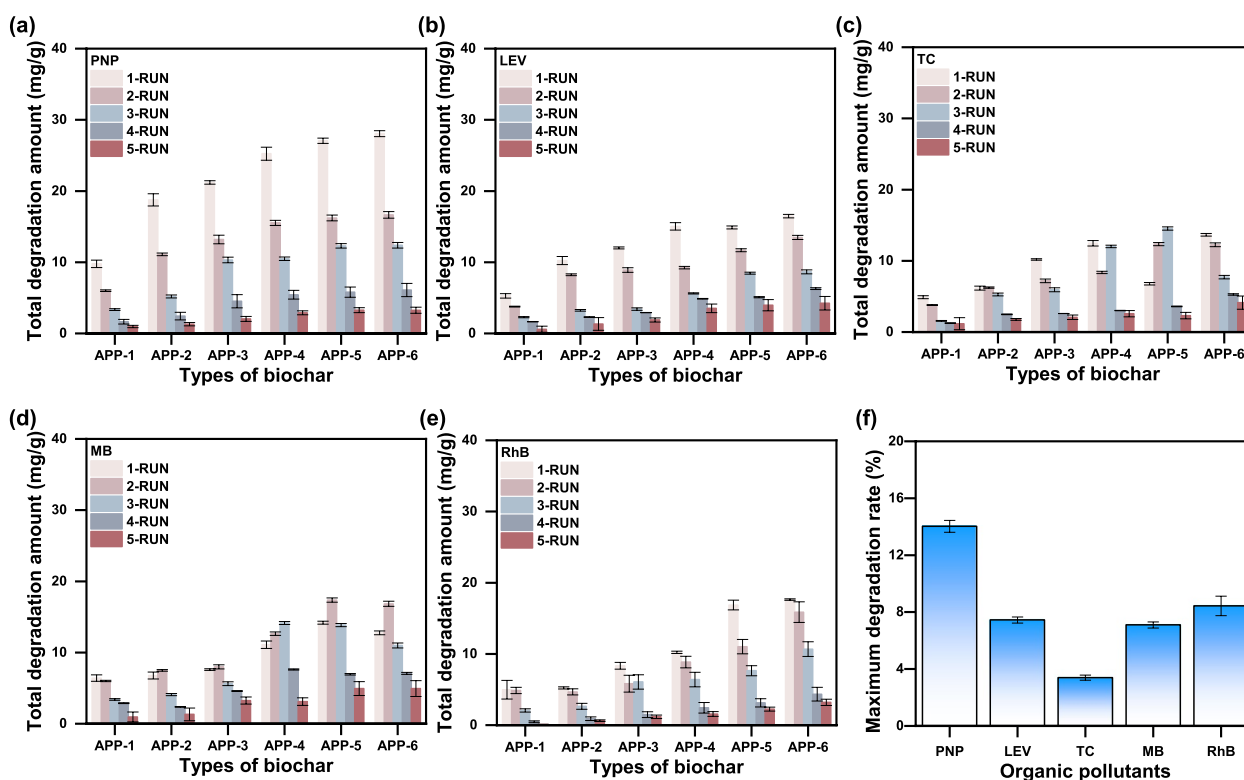 (a)
Total degradation amount (mg/g)
40
30
20
10
0
PNP
1-RUN
2-RUN
3-RUN
4-RUN
5-RUN
APP-1 APP-2 APP-3 APP-4 APP-5 APP-6
Types of biochar
(b)
Total degradation amount (mg/g)
40
30
20
10
0
LEV
1-RUN
2-RUN
3-RUN
4-RUN
5-RUN
APP-1 APP-2 APP-3 APP-4 APP-5 APP-6
Types of biochar
(c)
Total degradation amount (mg/g)
40
30
20
10
0
TC
1-RUN
2-RUN
3-RUN
4-RUN
5-RUN
APP-1 APP-2 APP-3 APP-4 APP-5 APP-6
Types of biochar
(d)
Total degradation amount (mg/g)
40
30
20
10
0
MB
1-RUN
2-RUN
3-RUN
4-RUN
5-RUN
APP-1 APP-2 APP-3 APP-4 APP-5 APP-6
Types of biochar
(e)
Total degradation amount (mg/g)
40
30
20
10
0
RhB
1-RUN
2-RUN
3-RUN
4-RUN
5-RUN
APP-1 APP-2 APP-3 APP-4 APP-5 APP-6
Types of biochar
(f)
Maximum degradation rate (%)
20
16
12
8
4
0
PNP LEV TC MB RhB
Organic pollutants